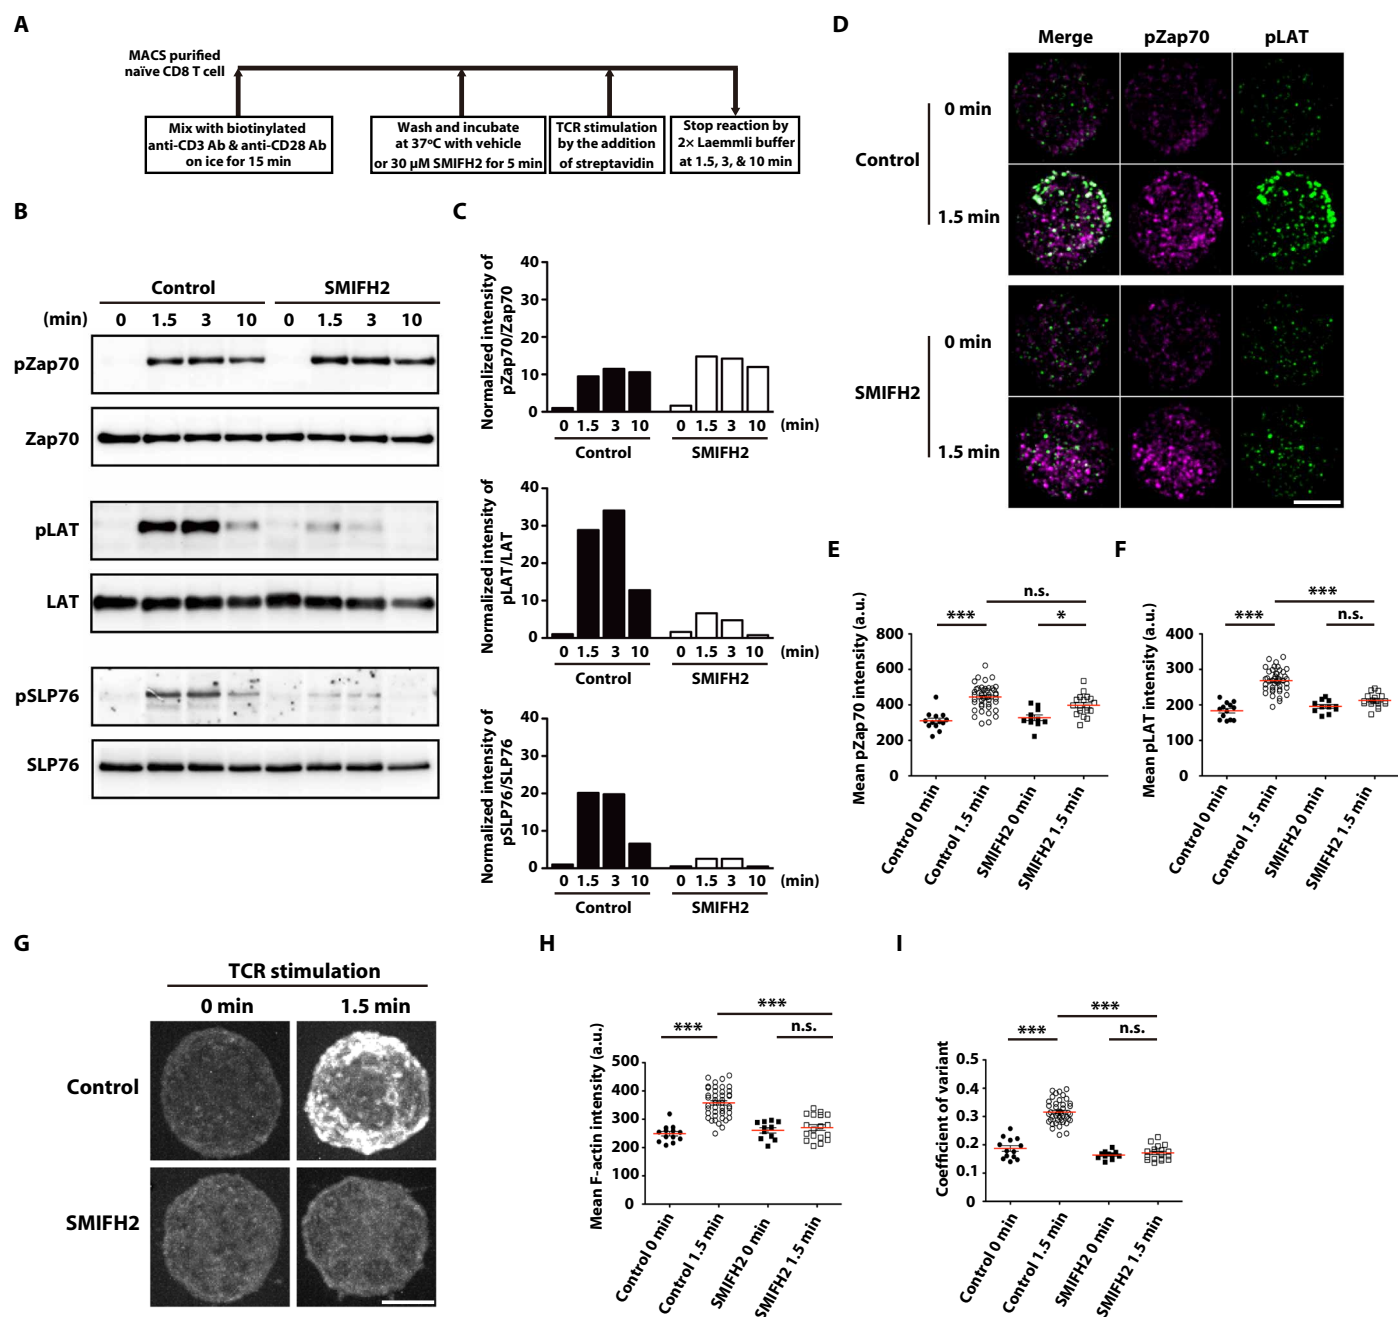 A
MACS purified
naïve CD8 T cell
Mix with biotinylated
anti-CD3 Ab & anti-CD28 Ab
on ice for 15 min
Wash and incubate
at 37ºC with vehicle
or 30 µM SMIFH2 for 5 min
TCR stimulation
by the addition
of streptavidin
Stop reaction by
2× Laemmli buffer
at 1.5, 3, & 10 min
B
Control SMIFH2
(min) 0 1.5 3 10 0 1.5 3 10
pZap70
Zap70
pLAT
LAT
pSLP76
SLP76
C
Normalized intensity of
pZap70/Zap70
40
30
20
10
0
0 1.5 3 10 0 1.5 3 10 (min)
Control SMIFH2
Normalized intensity of
pLAT/LAT
40
30
20
10
0
0 1.5 3 10 0 1.5 3 10 (min)
Control SMIFH2
Normalized intensity of
pSLP76/SLP76
40
30
20
10
0
0 1.5 3 10 0 1.5 3 10 (min)
Control SMIFH2
D
Merge pZap70 pLAT
Control
0 min
1.5 min
SMIFH2
0 min
1.5 min
E
n.s.
*** *
Mean pZap70 intensity (a.u.)
800
600
400
200
0
Control 0 min
Control 1.5 min
SMIFH2 0 min
SMIFH2 1.5 min
F
***
*** n.s.
Mean pLAT intensity (a.u.)
400
300
200
100
0
Control 0 min
Control 1.5 min
SMIFH2 0 min
SMIFH2 1.5 min
G
TCR stimulation
0 min 1.5 min
Control
SMIFH2
H
***
*** n.s.
Mean F-actin intensity (a.u.)
500
400
300
200
100
0
Control 0 min
Control 1.5 min
SMIFH2 0 min
SMIFH2 1.5 min
I
***
*** n.s.
Coefficient of variant
0.5
0.4
0.3
0.2
0.1
0
Control 0 min
Control 1.5 min
SMIFH2 0 min
SMIFH2 1.5 min